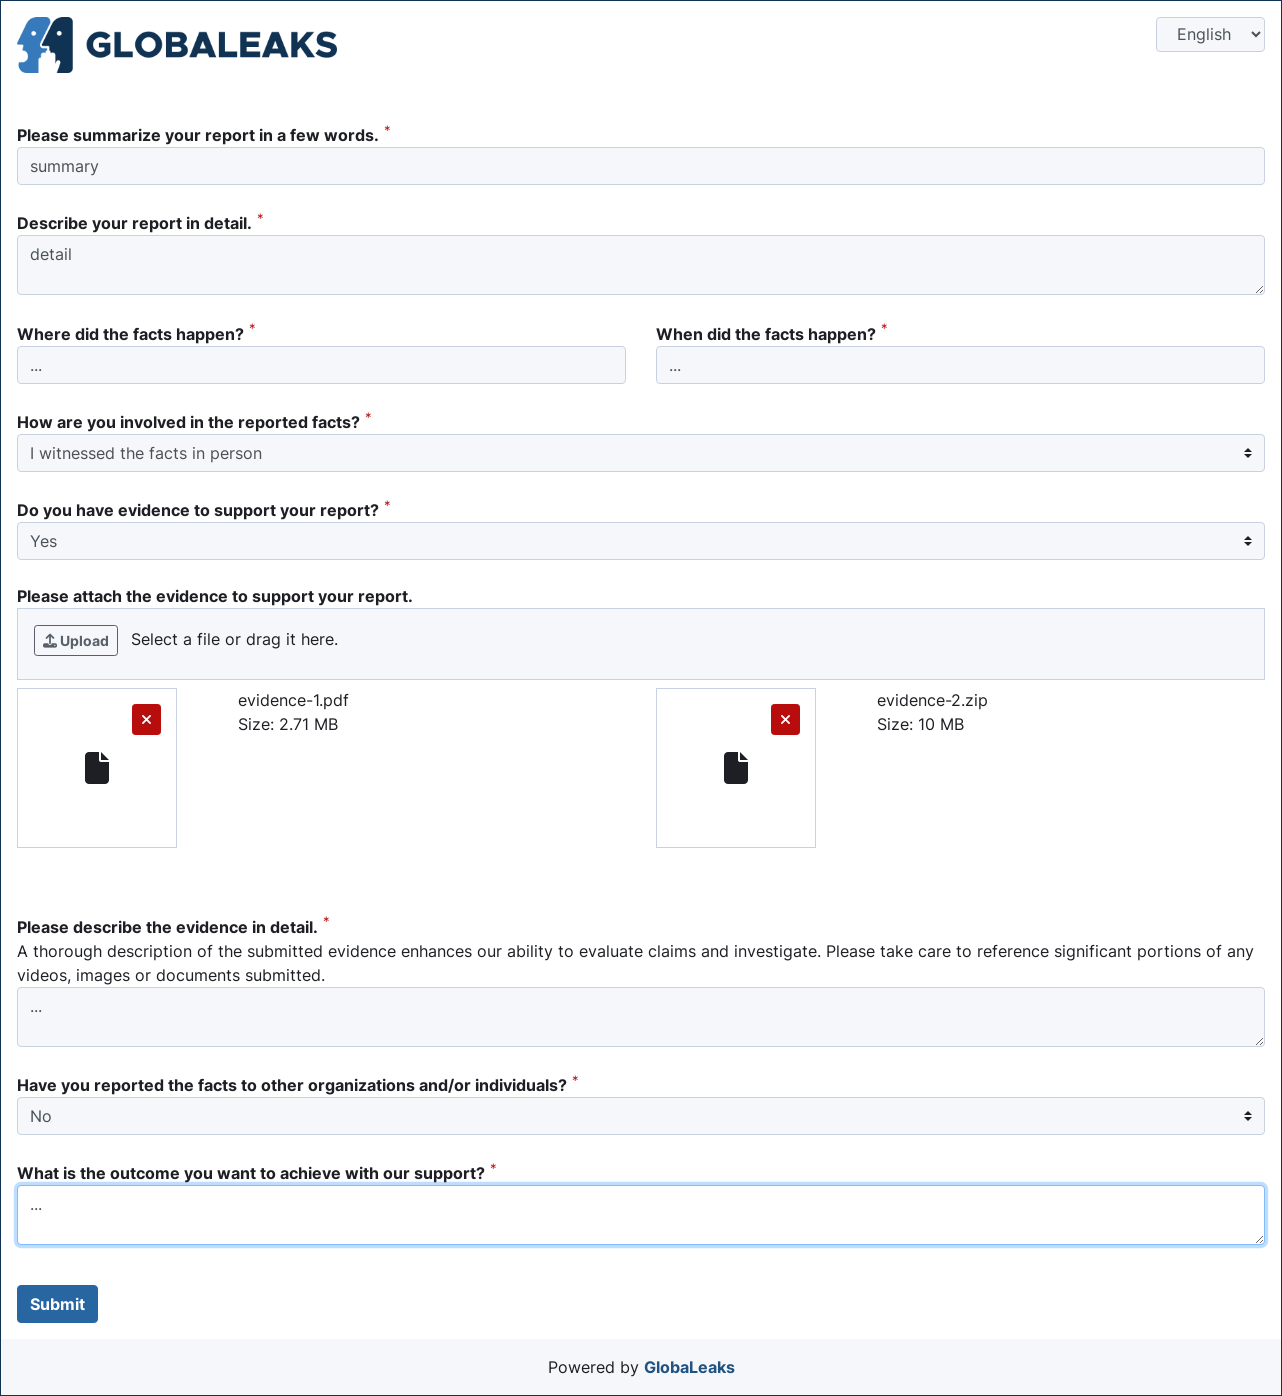 GLOBALEAKS
English
Please summarize your report in a few words. *
summary
Describe your report in detail. *
detail
Where did the facts happen? *
...
When did the facts happen? *
...
How are you involved in the reported facts? *
I witnessed the facts in person
Do you have evidence to support your report? *
Yes
Please attach the evidence to support your report.
Upload Select a file or drag it here.
evidence-1.pdf
Size: 2.71 MB
evidence-2.zip
Size: 10 MB
Please describe the evidence in detail. *
A thorough description of the submitted evidence enhances our ability to evaluate claims and investigate. Please take care to reference significant portions of any
videos, images or documents submitted.
...
Have you reported the facts to other organizations and/or individuals? *
No
What is the outcome you want to achieve with our support? *
...
Submit
Powered by GlobaLeaks